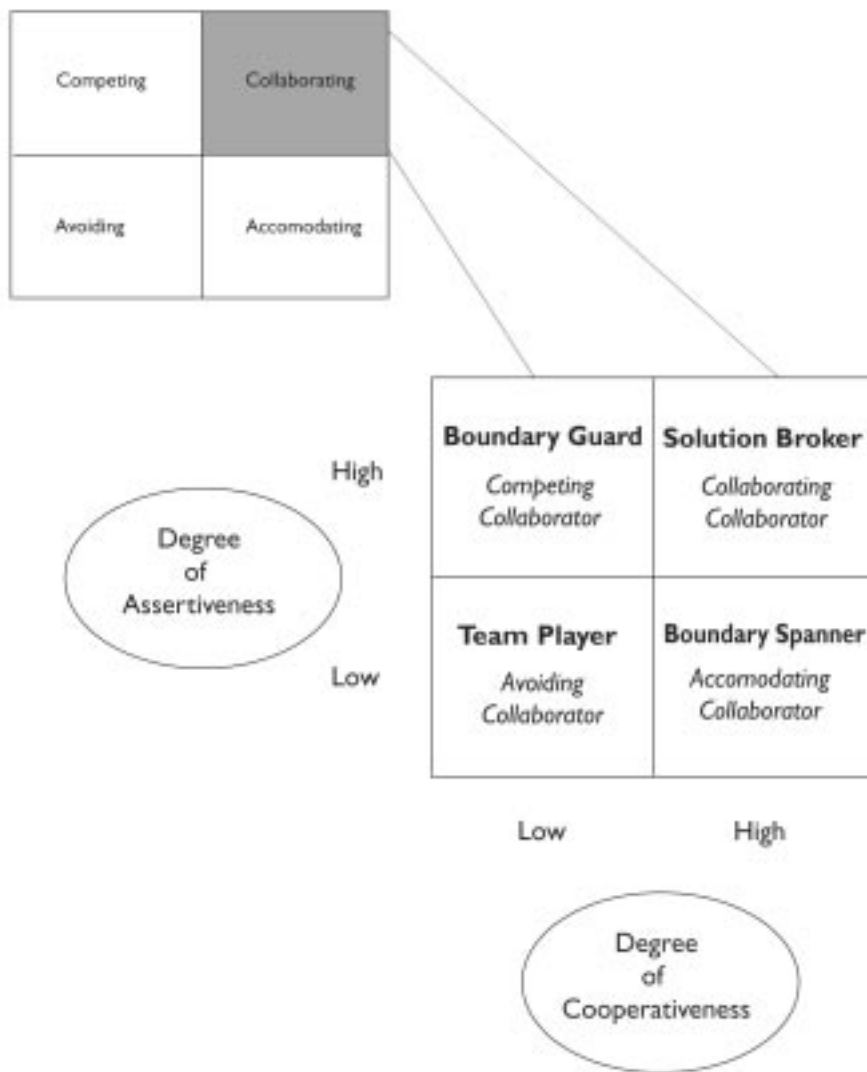 Competing
Collaborating
Avoiding
Accomodating
Boundary Guard
Competing
Collaborator
Solution Broker
Collaborating
Collaborator
High
Degree
of
Assertiveness
Low
Team Player
Avoiding
Collaborator
Boundary Spanner
Accomodating
Collaborator
Low
High
Degree
of
Cooperativeness